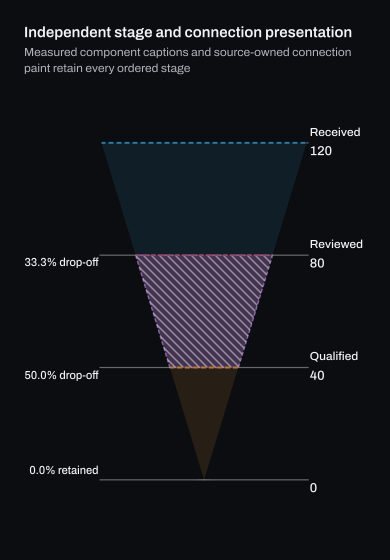 Independent stage and connection presentation
Measured component captions and source-owned connection
paint retain every ordered stage
Received
120
Reviewed
33.3% drop-off
80
Qualified
50.0% drop-off
40
0.0% retained
0